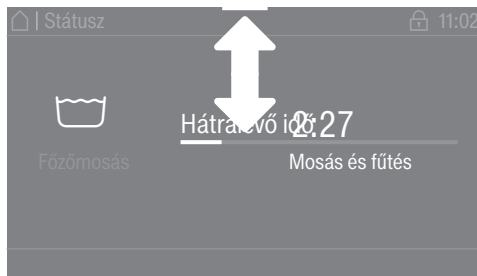 | Státusz 11:02
Hátralévő idő: 2:27
Főzőmosás Mosás és fűtés